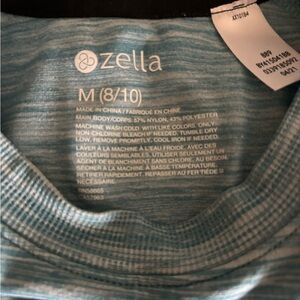 zella
M (8/10)
MADE IN CHINA / FABRIQUÉ EN CHINE
MAIN BODY/CORPS: 57% NYLON, 43% POLYESTER
MACHINE WASH COLD WITH LIKE COLORS. ONLY
NON-CHLORINE BLEACH IF NEEDED. TUMBLE DRY
LOW. REMOVE PROMPTLY. COOL IRON IF NEEDED.
LAVER À LA MACHINE À L'EAU FROIDE, AVEC DES
COULEURS SEMBLABLES. UTILISER SEULEMENT UN
AGENT DE BLANCHIMENT SANS CHLORE, AU BESOIN.
SÉCHER À LA MACHINE À BASSE TEMPÉRATURE.
RETIRER RAPIDEMENT. REPASSER AU FER TIÈDE SI
NÉCESSAIRE.